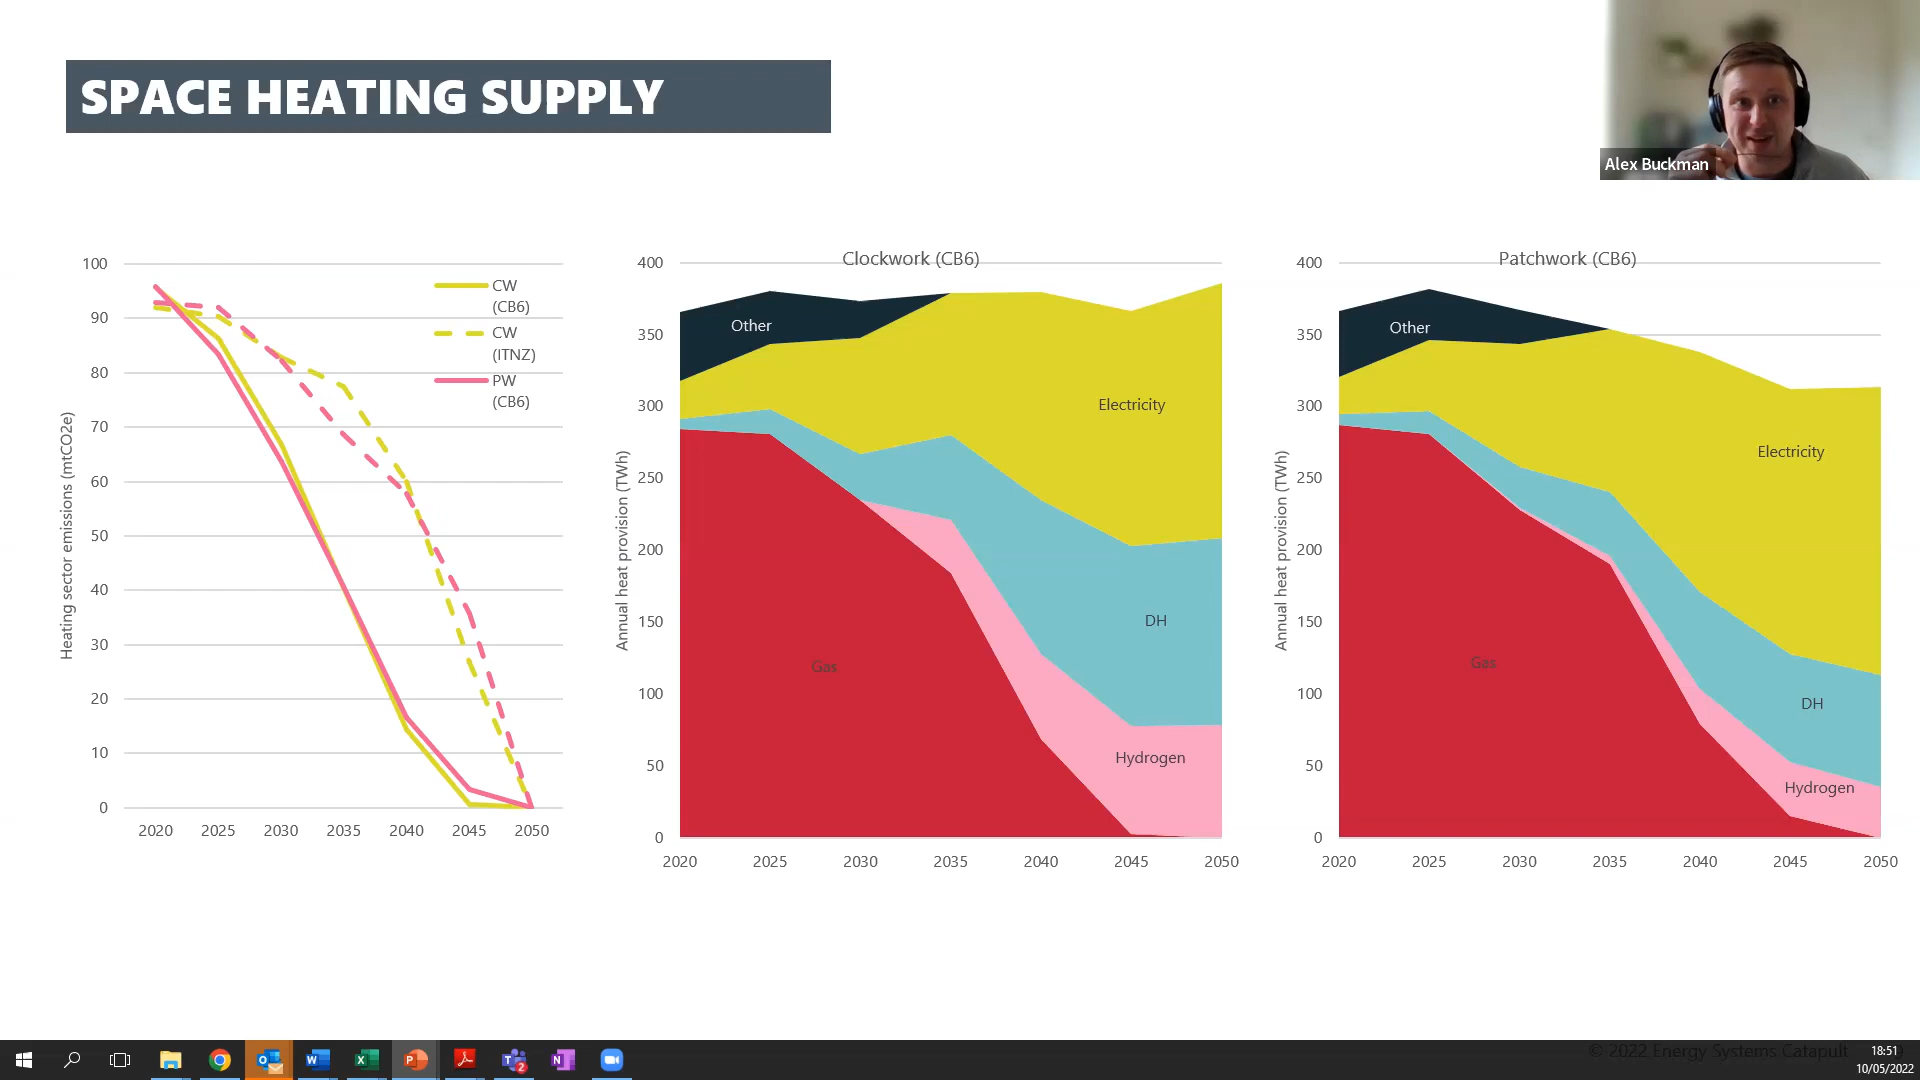 SPACE HEATING SUPPLY
Alex Buckman
Heating sector emissions (mtCO2e)
100
90
80
70
60
50
40
30
20
10
0
2020 2025 2030 2035 2040 2045 2050
CW
(CB6)
CW
(ITNZ)
PW
(CB6)
Clockwork (CB6)
Annual heat provision (TWh)
400
350
300
250
200
150
100
50
0
2020 2025 2030 2035 2040 2045 2050
Other
Electricity
DH
Gas
Hydrogen
Patchwork (CB6)
Annual heat provision (TWh)
400
350
300
250
200
150
100
50
0
2020 2025 2030 2035 2040 2045 2050
Other
Electricity
Gas
DH
Hydrogen
© 2022 Energy Systems Catapult
18:51
10/05/2022